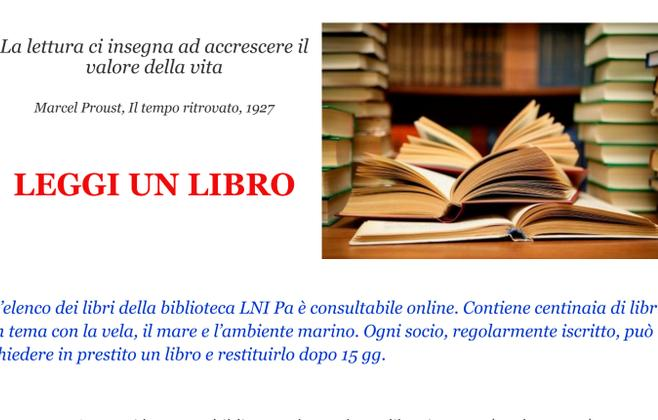 La lettura ci insegna ad accrescere il
valore della vita
Marcel Proust, Il tempo ritrovato, 1927
LEGGI UN LIBRO
’elenco dei libri della biblioteca LNI Pa è consultabile online. Contiene centinaia di libr
n tema con la vela, il mare e l’ambiente marino. Ogni socio, regolarmente iscritto, può
hiedere in prestito un libro e restituirlo dopo 15 gg.